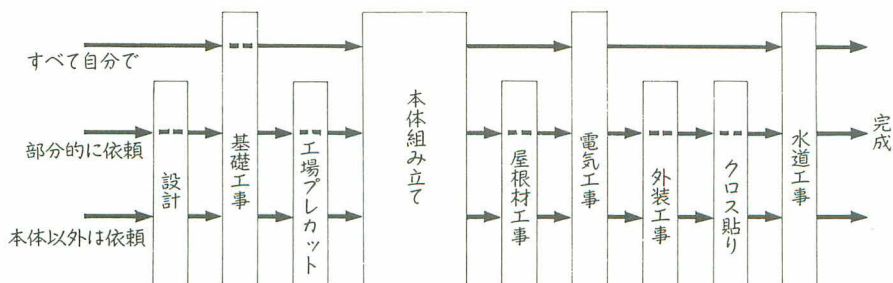 すべて自分で
部分的に依頼
本体以外は依頼
設計
基礎工事
工場プレカット
本体組み立て
屋根材工事
電気工事
外装工事
クロス貼り
水道工事
完成